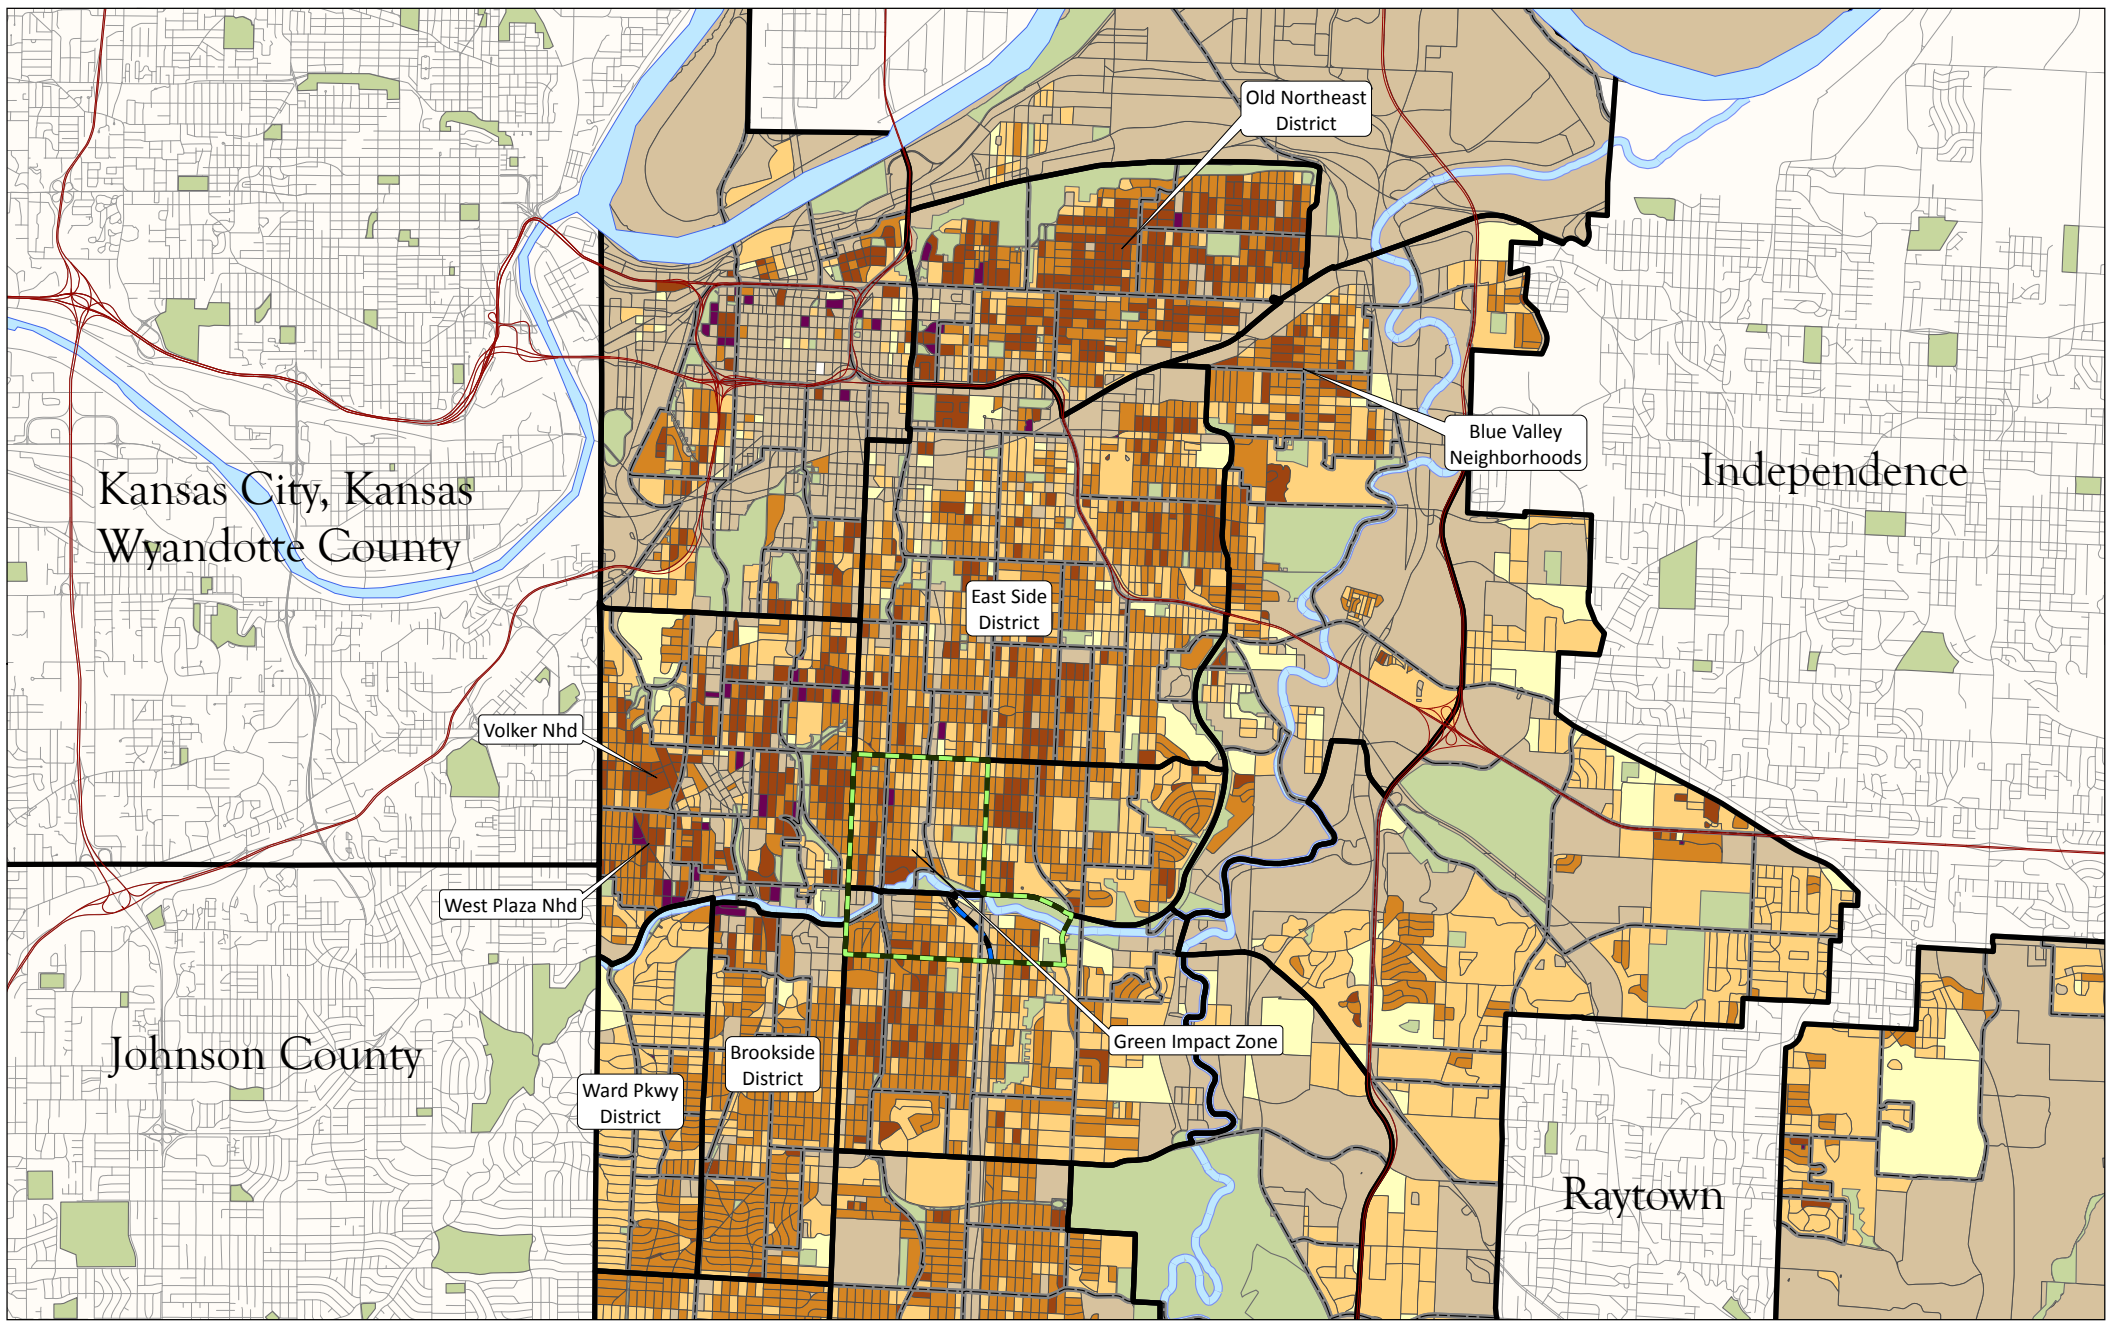 Old Northeast
District
Blue Valley
Neighborhoods
Independence
Kansas City, Kansas
Wyandotte County
East Side
District
Volker Nhd
West Plaza Nhd
Green Impact Zone
Johnson County
Brookside
District
Ward Pkwy
District
Raytown